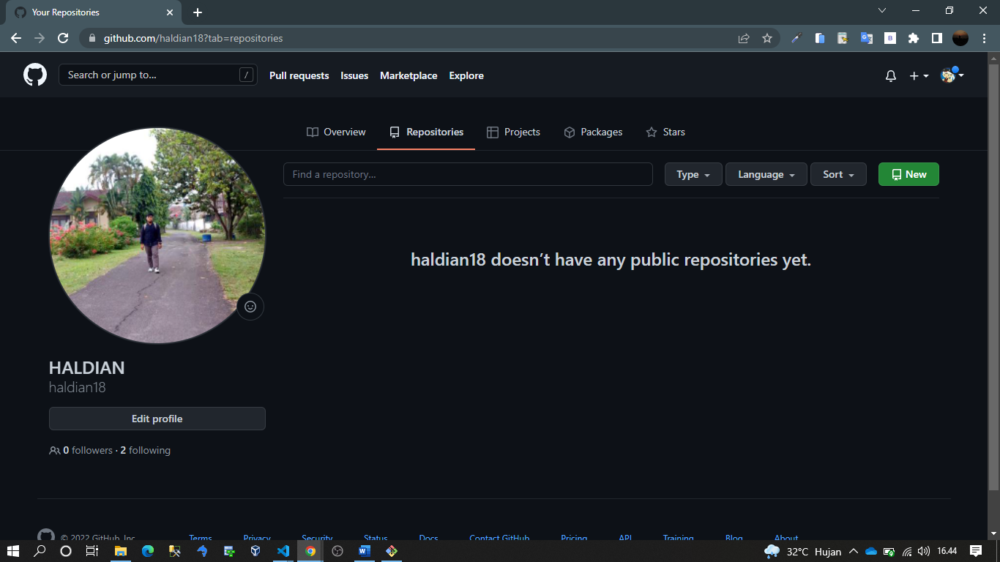 Your Repositories
github.com/haldian18?tab=repositories
Search or jump to... /
Pull requests Issues Marketplace Explore
Overview Repositories Projects Packages Stars
Find a repository... Type Language Sort New
haldian18 doesn’t have any public repositories yet.
HALDIAN
haldian18
Edit profile
0 followers · 2 following
© 2022 GitHub, Inc. Terms Privacy Security Status Docs Contact GitHub Pricing API Training Blog About
32°C Hujan 16.44